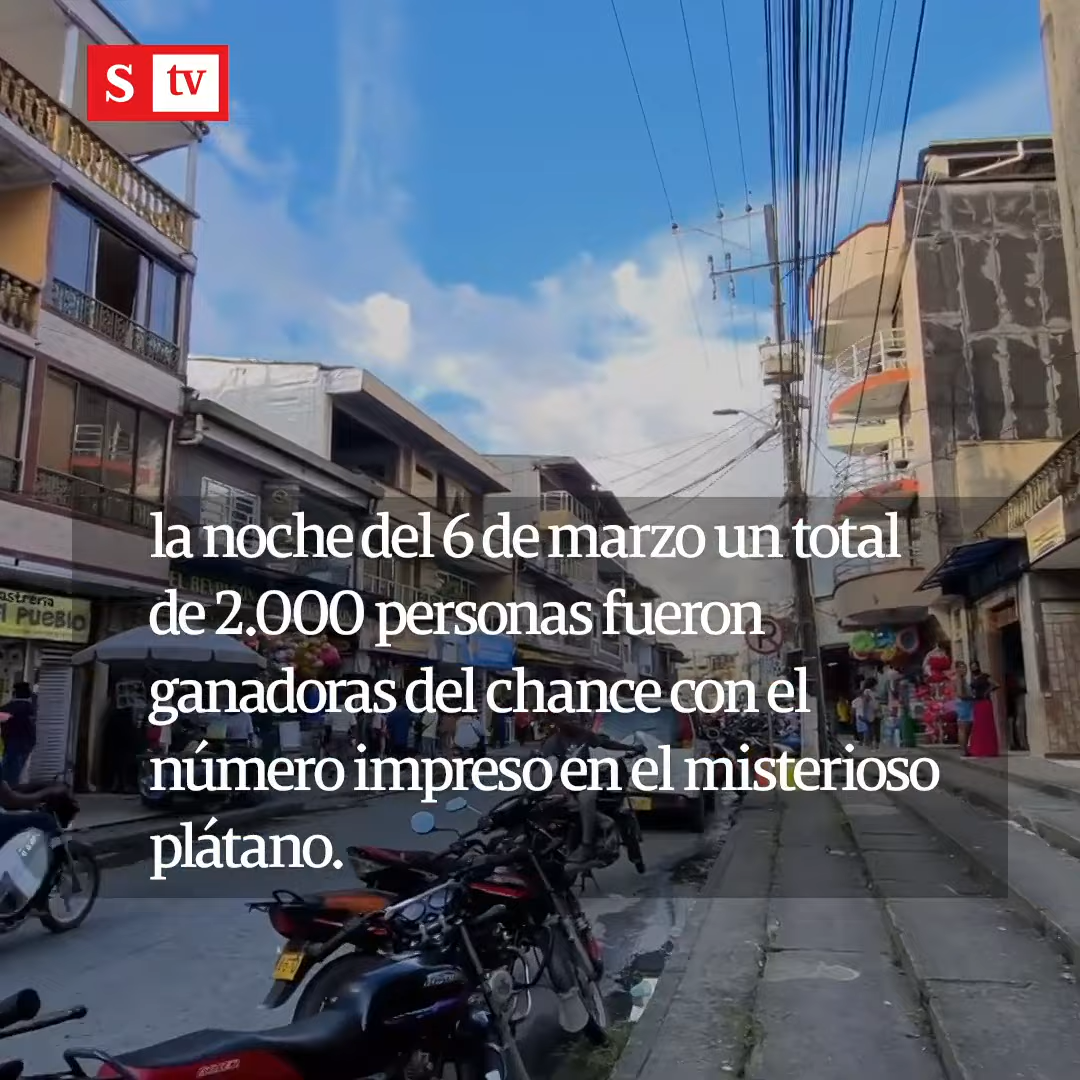 S tv
la noche del 6 de marzo un total
de 2.000 personas fueron
ganadoras del chance con el
número impreso en el misterioso
plátano.
PUEBLO